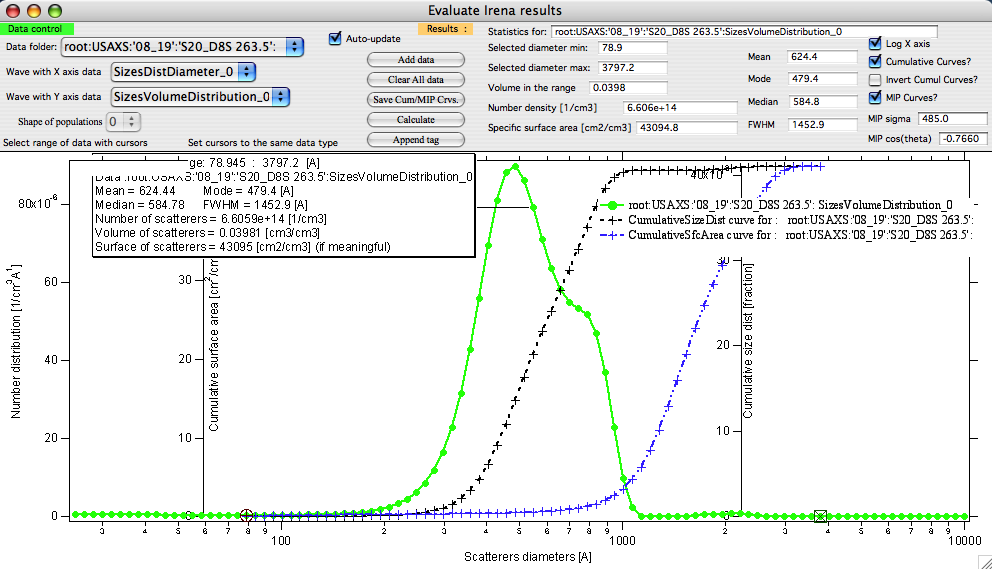 Evaluate Irena results
Data control
Data folder: root:USAXS:'08_19':'S20_D8S 263.5':
Wave with X axis data SizesDistDiameter_0
Wave with Y axis data SizesVolumeDistribution_0
Shape of populations 0
Select range of data with cursors Set cursors to the same data type
Auto-update
Results :
Add data
Clear All data
Save Cum/MIP Crvs.
Calculate
Append tag
Statistics for: root:USAXS:'08_19':'S20_D8S 263.5':SizesVolumeDistribution_0
Selected diameter min: 78.9
Selected diameter max: 3797.2
Volume in the range 0.0398
Number density [1/cm3] 6.606e+14
Specific surface area [cm2/cm3] 43094.8
Mean 624.4
Mode 479.4
Median 584.8
FWHM 1452.9
Log X axis
Cumulative Curves?
Invert Cumul Curves?
MIP Curves?
MIP sigma 485.0
MIP cos(theta) -0.7660
ge: 78.945 : 3797.2 [A]
Data :root:USAXS:'08_19':'S20_D8S 263.5':SizesVolumeDistribution_0
Mean = 624.44 Mode = 479.4 [A]
Median = 584.78 FWHM = 1452.9 [A]
Number of scatterers = 6.6059e+14 [1/cm3]
Volume of scatterers = 0.03981 [cm3/cm3]
Surface of scatterers = 43095 [cm2/cm3] (if meaningful)
40x10
root:USAXS:'08_19':'S20_D8S 263.5': SizesVolumeDistribution_0
CumulativeSizeDist curve for : root:USAXS:'08_19':'S20_D8S 263.5':
CumulativeSfcArea curve for : root:USAXS:'08_19':'S20_D8S 263.5':
Number distribution [1/cm³A¹]
80x10⁻⁶
60
40
20
0
Cumulative surface area [cm²/cm
30
20
10
0
Cumulative size dist [fraction]
30
20
10
3 4 5 6 7 8 100 2 3 4 5 6 7 8 9 1000 2 3 4 5 6 7 8 9 10000
Scatterers diameters [A]